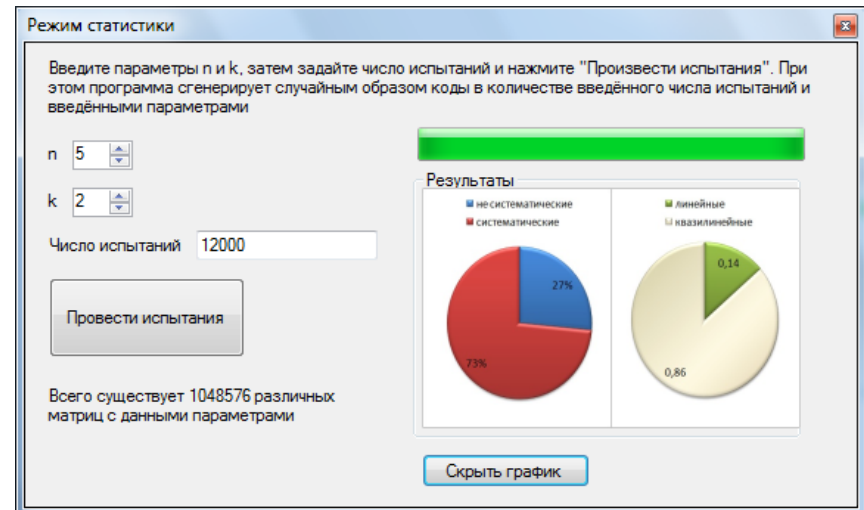 Режим статистики
Введите параметры n и k, затем задайте число испытаний и нажмите "Произвести испытания". При
этом программа сгенерирует случайным образом коды в количестве введённого числа испытаний и
введёнными параметрами
n 5
k 2
Число испытаний 12000
Провести испытания
Всего существует 1048576 различных
матриц с данными параметрами
Результаты
не систематические
систематические
27%
73%
линейные
квазилинейные
0,14
0,86
Скрыть график